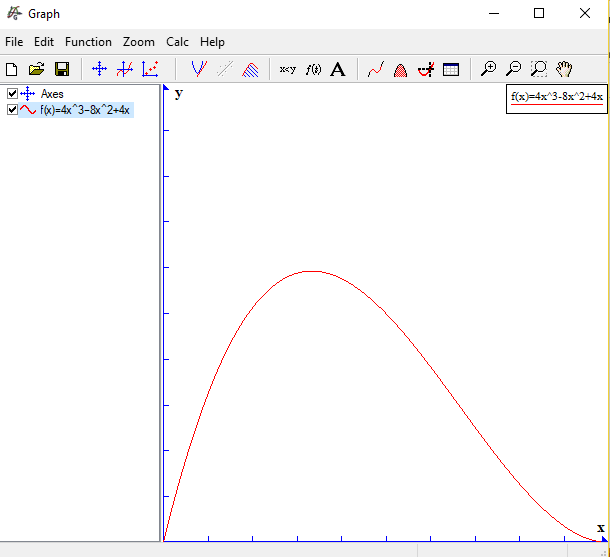 Graph
File Edit Function Zoom Calc Help
x<y f(t) A
Axes
f(x)=4x^3-8x^2+4x
y
f(x)=4x^3-8x^2+4x
x